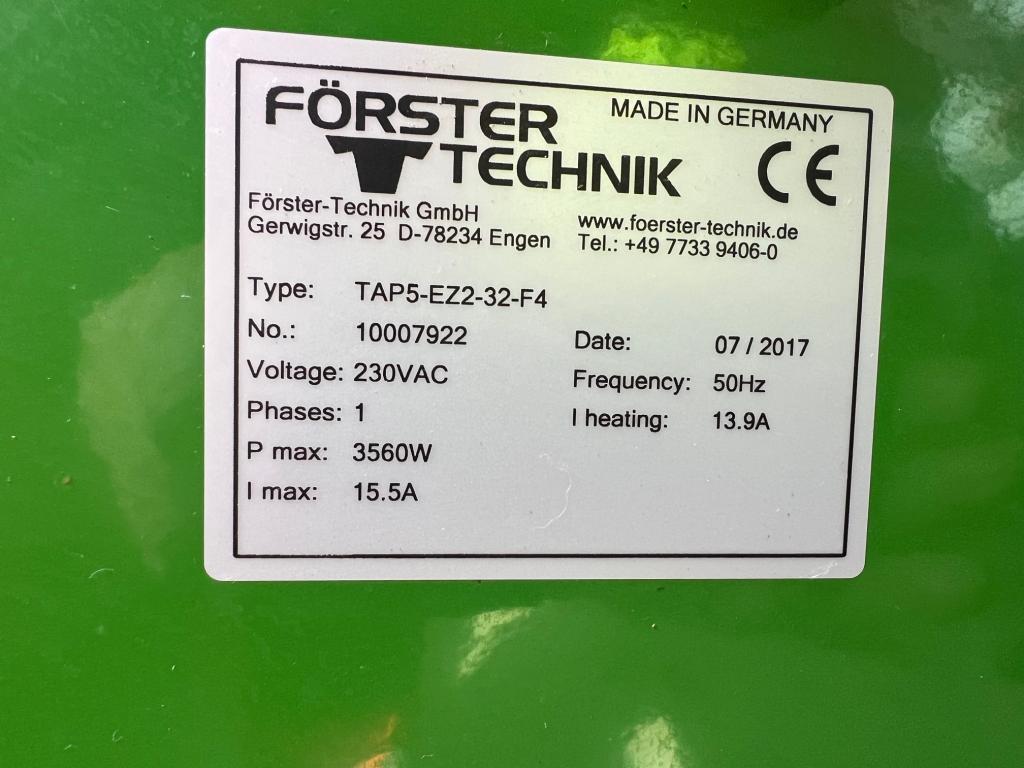 FÖRSTER
TECHNIK
MADE IN GERMANY
CE
Förster-Technik GmbH
Gerwigstr. 25 D-78234 Engen
www.foerster-technik.de
Tel.: +49 7733 9406-0
Type: TAP5-EZ2-32-F4
No.: 10007922
Date: 07 / 2017
Voltage: 230VAC
Frequency: 50Hz
Phases: 1
I heating: 13.9A
P max: 3560W
I max: 15.5A